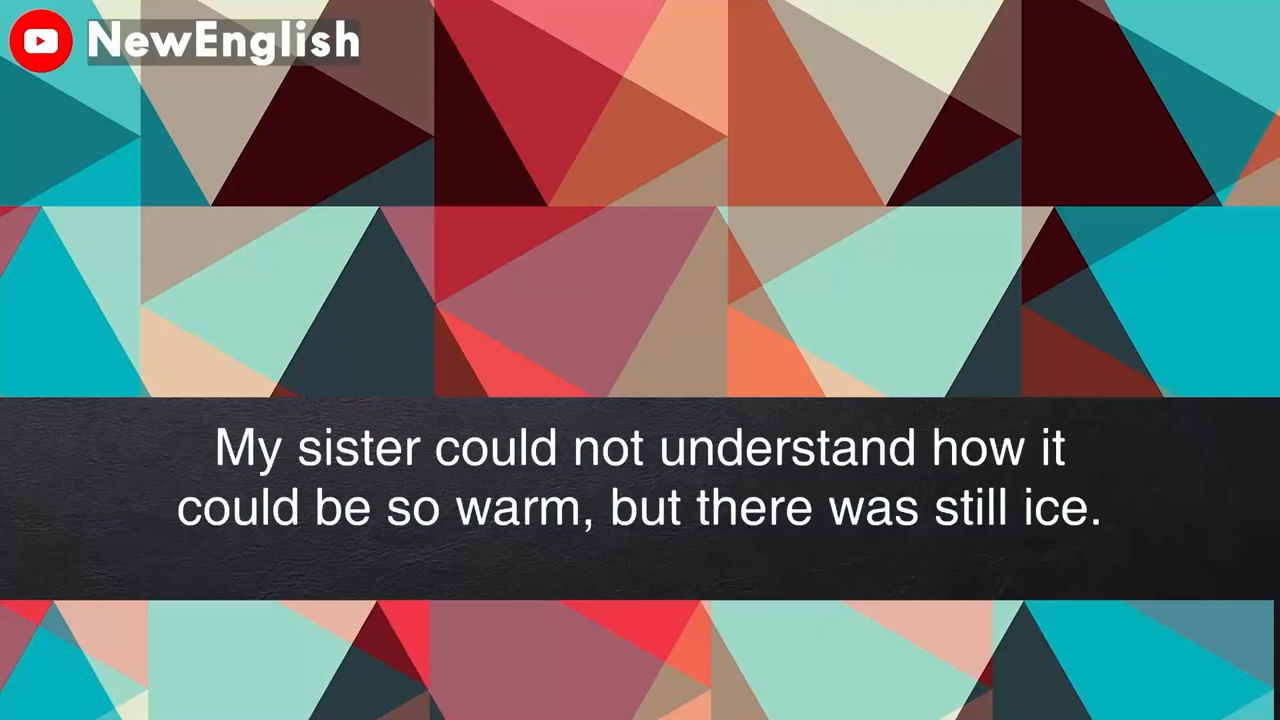 NewEnglish
My sister could not understand how it
could be so warm, but there was still ice.